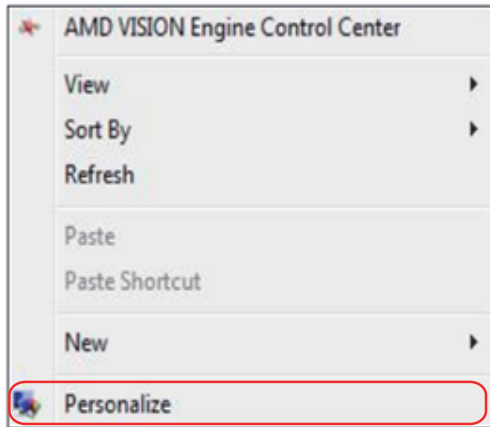 AMD VISION Engine Control Center
View
Sort By
Refresh
Paste
Paste Shortcut
New
Personalize